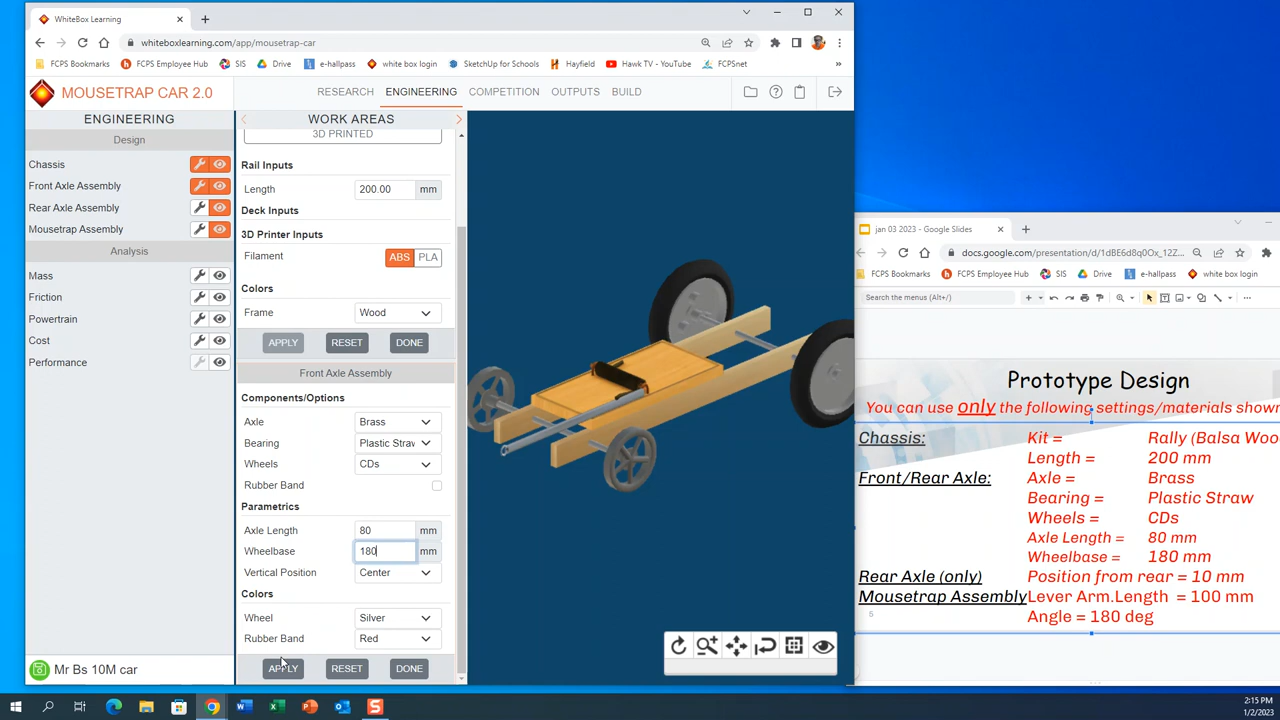 WhiteBox Learning
whiteboxlearning.com/app/mousetrap-car
FCPS Bookmarks FCPS Employee Hub SIS Drive e-hallpass white box login SketchUp for Schools Hayfield Hawk TV - YouTube FCPSnet
MOUSETRAP CAR 2.0
RESEARCH ENGINEERING COMPETITION OUTPUTS BUILD
ENGINEERING
Design
Chassis
Front Axle Assembly
Rear Axle Assembly
Mousetrap Assembly
Analysis
Mass
Friction
Powertrain
Cost
Performance
Mr Bs 10M car
WORK AREAS
3D PRINTED
Rail Inputs
Length 200.00 mm
Deck Inputs
3D Printer Inputs
Filament ABS PLA
Colors
Frame Wood
APPLY RESET DONE
Front Axle Assembly
Components/Options
Axle Brass
Bearing Plastic Straw
Wheels CDs
Rubber Band
Parametrics
Axle Length 80 mm
Wheelbase 180 mm
Vertical Position Center
Colors
Wheel Silver
Rubber Band Red
APPLY RESET DONE
jan 03 2023 - Google Slides
docs.google.com/presentation/d/1dBE6d8q0Ox_12Z...
FCPS Bookmarks FCPS Employee Hub SIS Drive e-hallpass white box login
Search the menus (Alt+/)
Prototype Design
You can use only the following settings/materials show
Chassis: Kit = Rally (Balsa Woo
Length = 200 mm
Front/Rear Axle: Axle = Brass
Bearing = Plastic Straw
Wheels = CDs
Axle Length = 80 mm
Wheelbase = 180 mm
Rear Axle (only) Position from rear = 10 mm
Mousetrap Assembly Lever Arm.Length = 100 mm
Angle = 180 deg
5
2:15 PM
1/2/2023